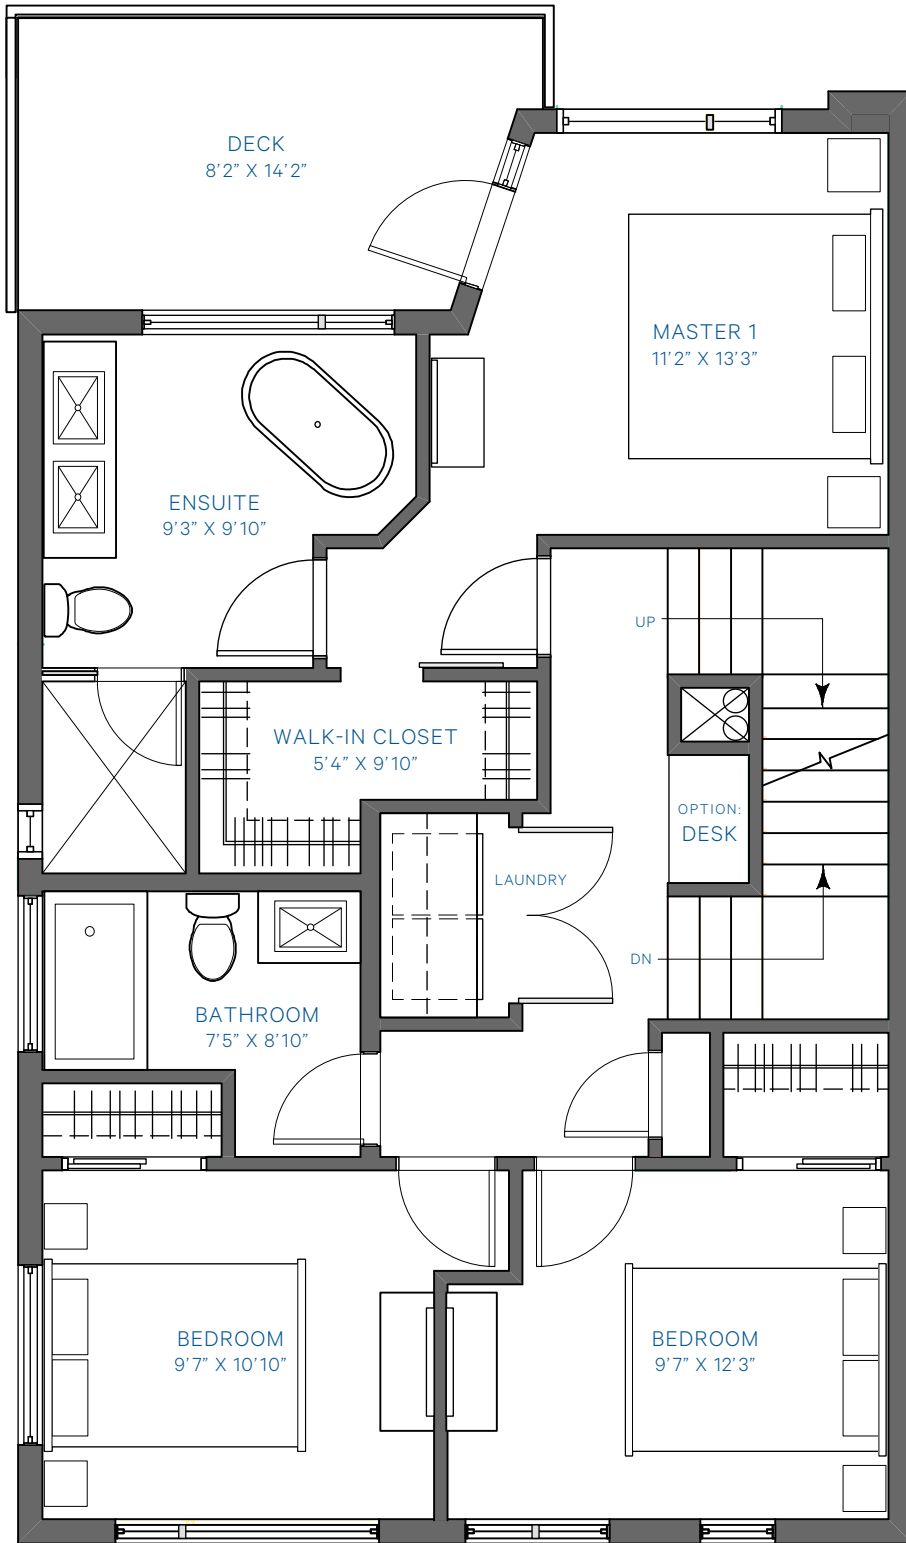 DECK
8’2” X 14’2”
MASTER 1
11’2” X 13’3”
ENSUITE
9’3” X 9’10”
UP
WALK-IN CLOSET
5’4” X 9’10”
OPTION:
DESK
LAUNDRY
DN
BATHROOM
7’5” X 8’10”
BEDROOM
9’7” X 10’10”
BEDROOM
9’7” X 12’3”